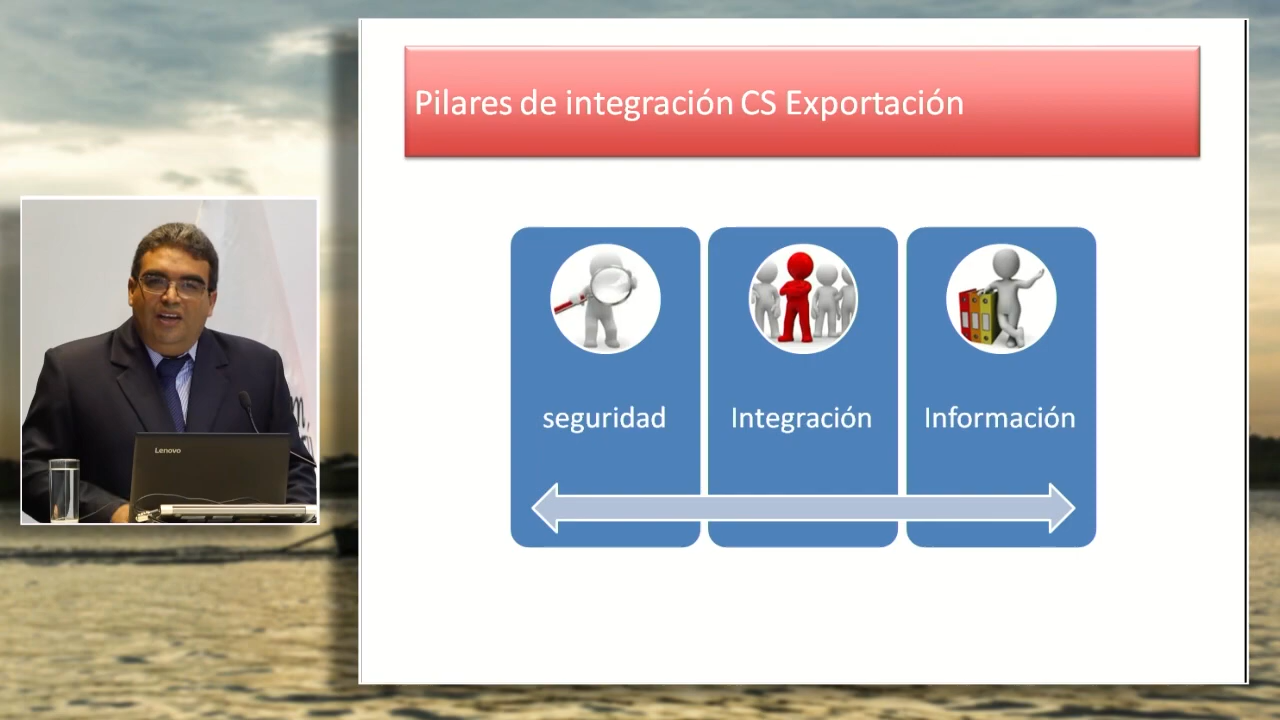 Pilares de integración CS Exportación
seguridad
Integración
Información
Lenovo